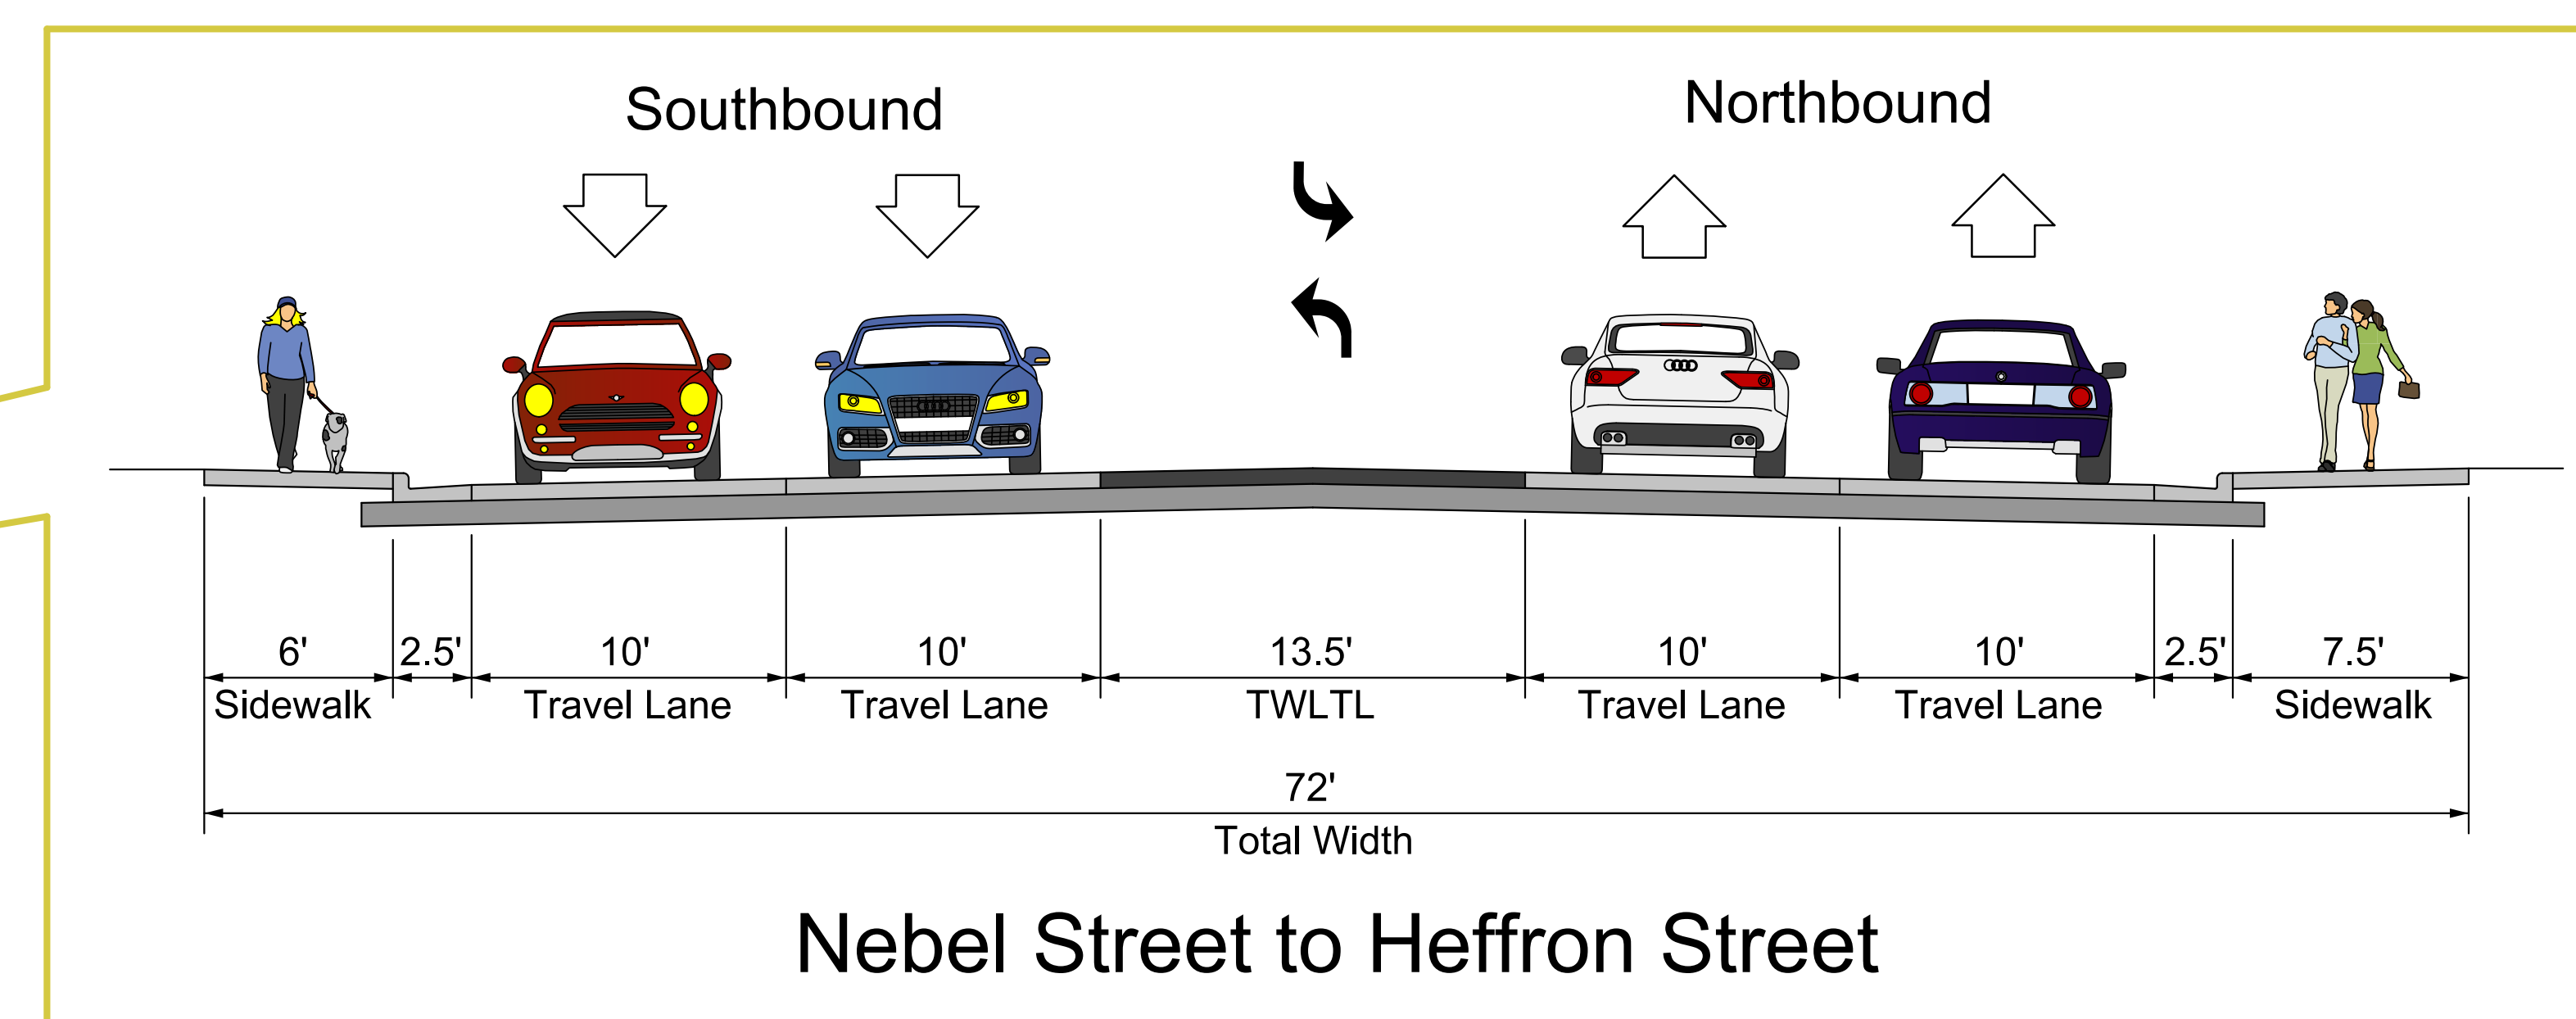 Southbound
Northbound
6' 2.5' 10' 10' 13.5' 10' 10' 2.5' 7.5'
Sidewalk Travel Lane Travel Lane TWLTL Travel Lane Travel Lane Sidewalk
72'
Total Width
Nebel Street to Heffron Street